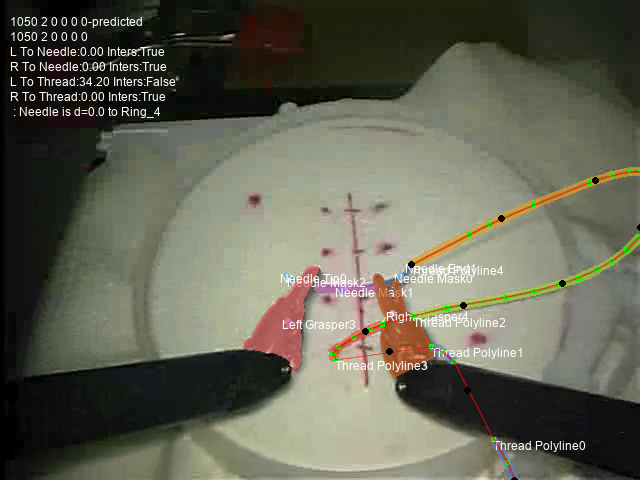 1050 2 0 0 0 0-predicted
1050 2 0 0 0 0
L To Needle:0.00 Inters:True
R To Needle:0.00 Inters:True
L To Thread:34.20 Inters:False
R To Thread:0.00 Inters:True
: Needle is d=0.0 to Ring_4
Needle End1
Thread Polyline4
Needle Tip0
Needle Mask0
Mask2
Needle Mask1
Right Grasper4
Left Grasper3
Thread Polyline2
Thread Polyline1
Thread Polyline3
Thread Polyline0